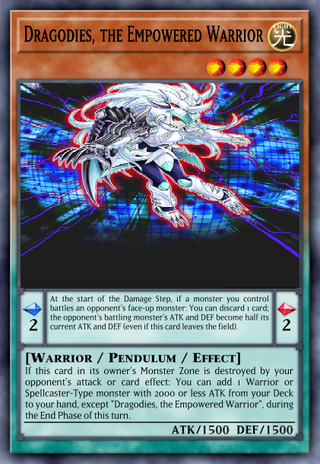 Dragodies, the Empowered Warrior
LIGHT
光
At the start of the Damage Step, if a monster you control
battles an opponent's face-up monster: You can discard 1 card;
the opponent's battling monster's ATK and DEF become half its
current ATK and DEF (even if this card leaves the field).
2
2
[Warrior / Pendulum / Effect]
If this card in its owner's Monster Zone is destroyed by your
opponent's attack or card effect: You can add 1 Warrior or
Spellcaster-Type monster with 2000 or less ATK from your Deck
to your hand, except "Dragodies, the Empowered Warrior", during
the End Phase of this turn.
ATK/1500 DEF/1500